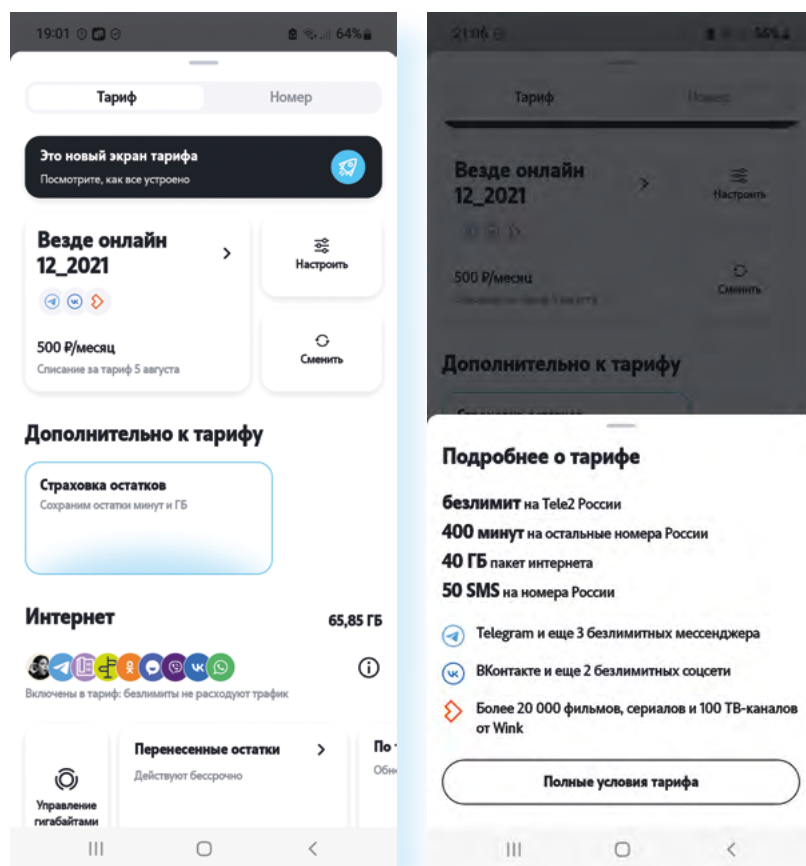 19:01
64%
Тариф
Номер
Это новый экран тарифа
Посмотрите, как все устроено
Везде онлайн
12_2021
500 ₽/месяц
Списание за тариф 5 августа
Настроить
Сменить
Дополнительно к тарифу
Страховка остатков
Сохраним остатки минут и ГБ
Интернет
65,85 ГБ
Включены в тариф: безлимиты не расходуют трафик
Управление
гигабайтами
Перенесенные остатки
Действуют бессрочно
По
21:06
Тариф
Номер
Везде онлайн
12_2021
500 ₽/месяц
Настроить
Сменить
Дополнительно к тарифу
Подробнее о тарифе
безлимит на Tele2 России
400 минут на остальные номера России
40 ГБ пакет интернета
50 SMS на номера России
Telegram и еще 3 безлимитных мессенджера
ВКонтакте и еще 2 безлимитных соцсети
Более 20 000 фильмов, сериалов и 100 ТВ-каналов
от Wink
Полные условия тарифа